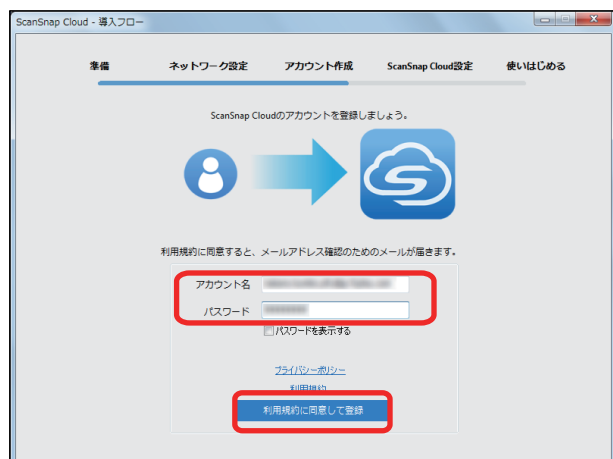 ScanSnap Cloud - 導入フロー
準備 ネットワーク設定 アカウント作成 ScanSnap Cloud設定 使いはじめる
ScanSnap Cloudのアカウントを登録しましょう。
利用規約に同意すると、メールアドレス確認のためのメールが届きます。
アカウント名
パスワード
パスワードを表示する
プライバシーポリシー
利用規約
利用規約に同意して登録